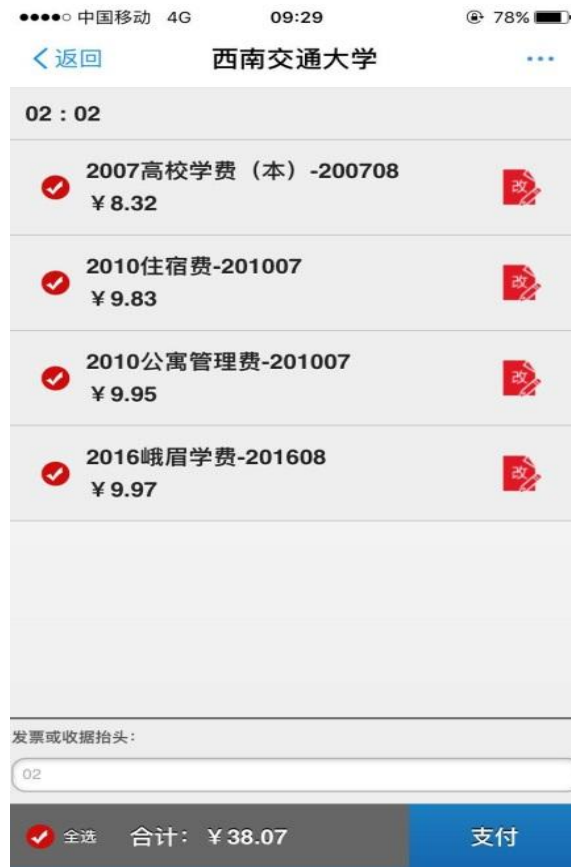 中国移动 4G 09:29 78%
返回 西南交通大学 ...
02：02
2007高校学费（本）-200708
改
￥8.32
2010住宿费-201007
改
￥9.83
2010公寓管理费-201007
改
￥9.95
2016峨眉学费-201608
改
￥9.97
发票或收据抬头：
02
全选 合计：￥38.07 支付